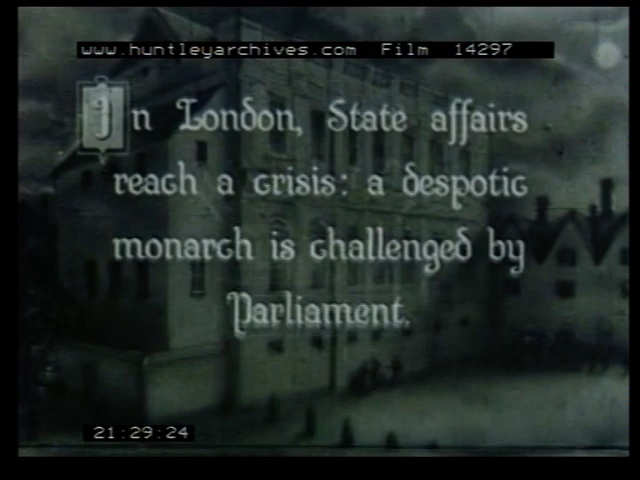 www.huntleyarchives.com Film 14297
In London, State affairs
reach a crisis: a despotic
monarch is challenged by
Parliament.
21:29:24